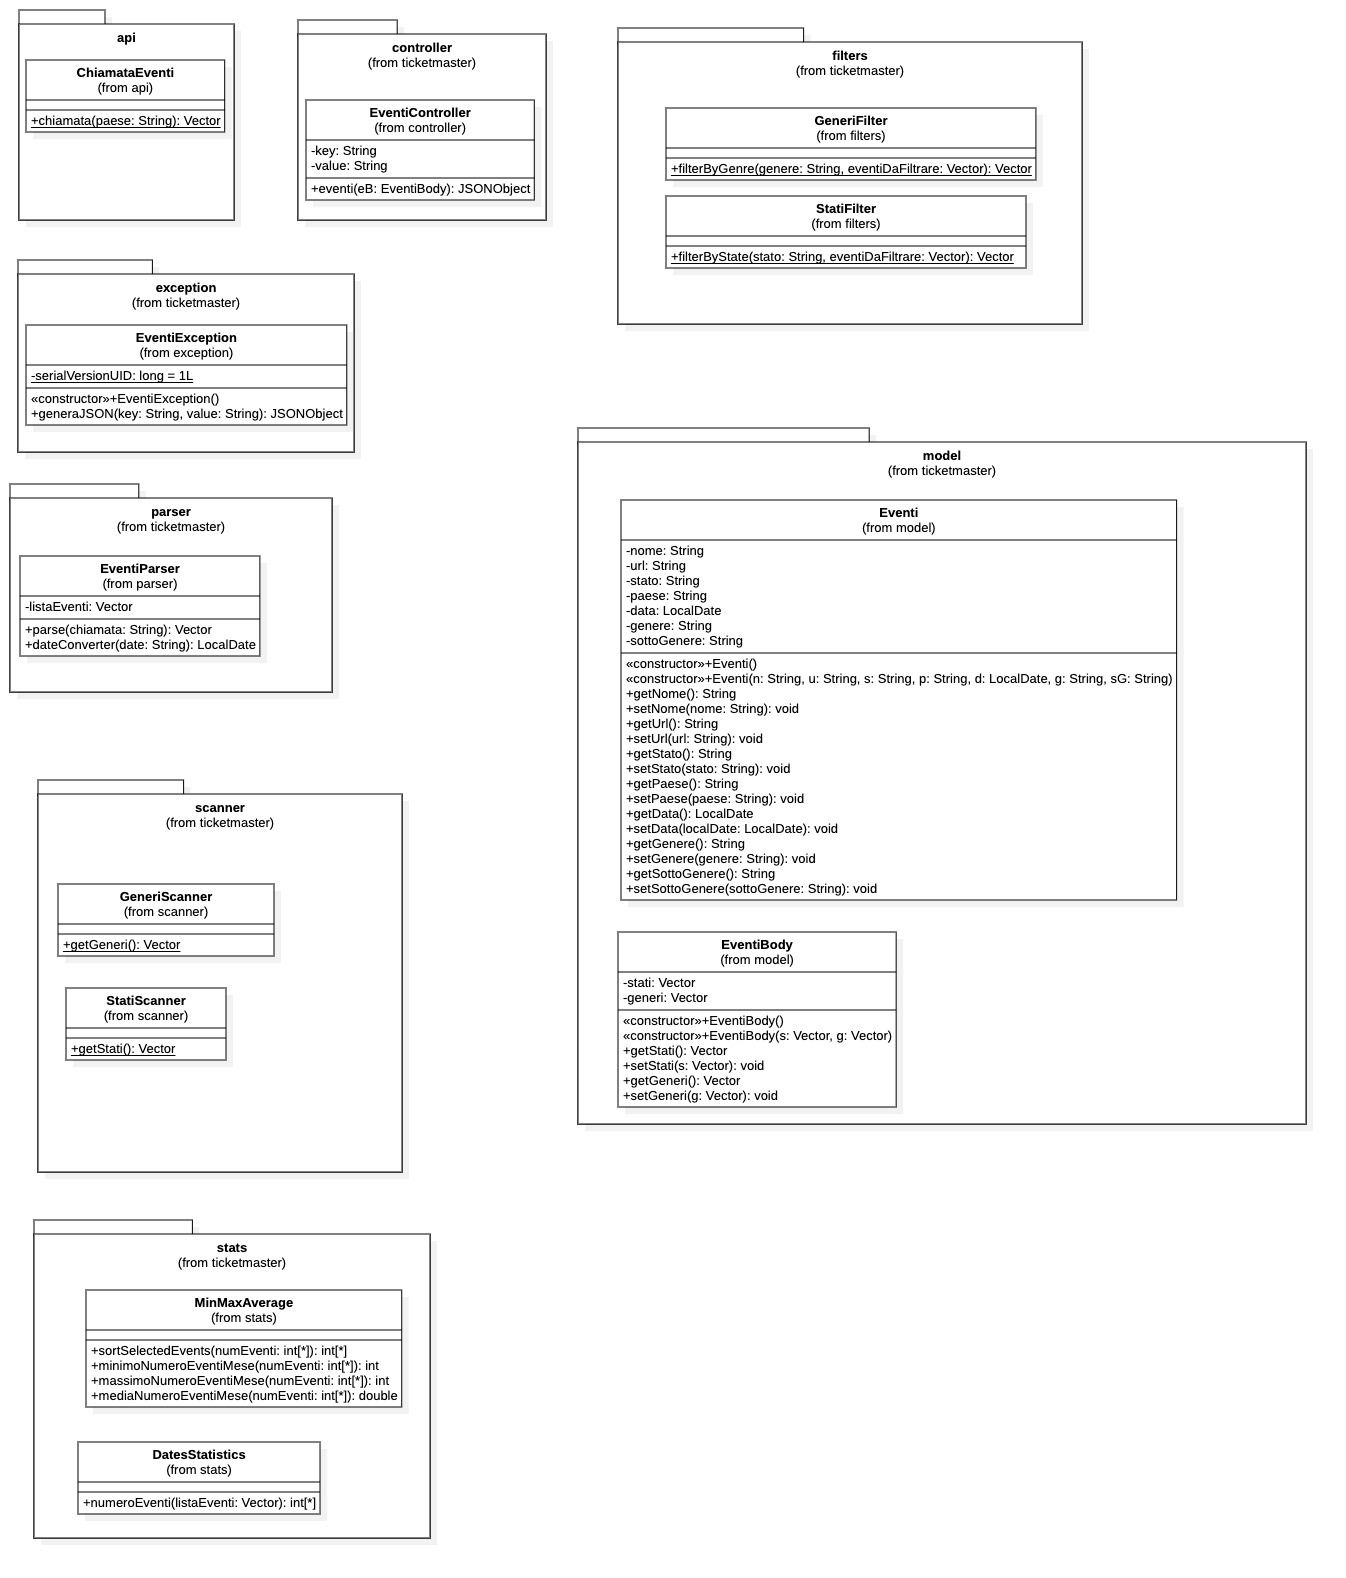 api
ChiamataEventi
(from api)
+chiamata(paese: String): Vector
controller
(from ticketmaster)
EventiController
(from controller)
-key: String
-value: String
+eventi(eB: EventiBody): JSONObject
filters
(from ticketmaster)
GeneriFilter
(from filters)
+filterByGenre(genere: String, eventiDaFiltrare: Vector): Vector
StatiFilter
(from filters)
+filterByState(stato: String, eventiDaFiltrare: Vector): Vector
exception
(from ticketmaster)
EventiException
(from exception)
-serialVersionUID: long = 1L
«constructor»+EventiException()
+generaJSON(key: String, value: String): JSONObject
parser
(from ticketmaster)
EventiParser
(from parser)
-listaEventi: Vector
+parse(chiamata: String): Vector
+dateConverter(date: String): LocalDate
model
(from ticketmaster)
Eventi
(from model)
-nome: String
-url: String
-stato: String
-paese: String
-data: LocalDate
-genere: String
-sottoGenere: String
«constructor»+Eventi()
«constructor»+Eventi(n: String, u: String, s: String, p: String, d: LocalDate, g: String, sG: String)
+getNome(): String
+setNome(nome: String): void
+getUrl(): String
+setUrl(url: String): void
+getStato(): String
+setStato(stato: String): void
+getPaese(): String
+setPaese(paese: String): void
+getData(): LocalDate
+setData(localDate: LocalDate): void
+getGenere(): String
+setGenere(genere: String): void
+getSottoGenere(): String
+setSottoGenere(sottoGenere: String): void
EventiBody
(from model)
-stati: Vector
-generi: Vector
«constructor»+EventiBody()
«constructor»+EventiBody(s: Vector, g: Vector)
+getStati(): Vector
+setStati(s: Vector): void
+getGeneri(): Vector
+setGeneri(g: Vector): void
scanner
(from ticketmaster)
GeneriScanner
(from scanner)
+getGeneri(): Vector
StatiScanner
(from scanner)
+getStati(): Vector
stats
(from ticketmaster)
MinMaxAverage
(from stats)
+sortSelectedEvents(numEventi: int[*]): int[*]
+minimoNumeroEventiMese(numEventi: int[*]): int
+massimoNumeroEventiMese(numEventi: int[*]): int
+mediaNumeroEventiMese(numEventi: int[*]): double
DatesStatistics
(from stats)
+numeroEventi(listaEventi: Vector): int[*]